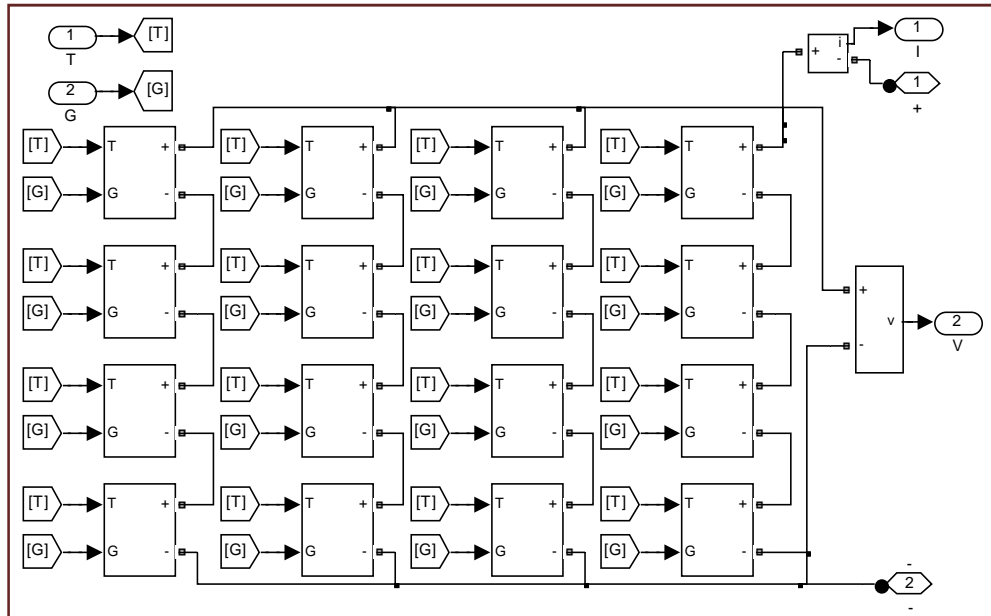 1
T
[T]
2
G
[G]
+
i
-
1
I
1
+
[T] T + [T] T + [T] T + [T] T +
[G] G - [G] G - [G] G - [G] G -
[T] T + [T] T + [T] T + [T] T +
[G] G - [G] G - [G] G - [G] G -
+
v
-
2
V
[T] T + [T] T + [T] T + [T] T +
[G] G - [G] G - [G] G - [G] G -
[T] T + [T] T + [T] T + [T] T +
[G] G - [G] G - [G] G - [G] G -
-
2
-